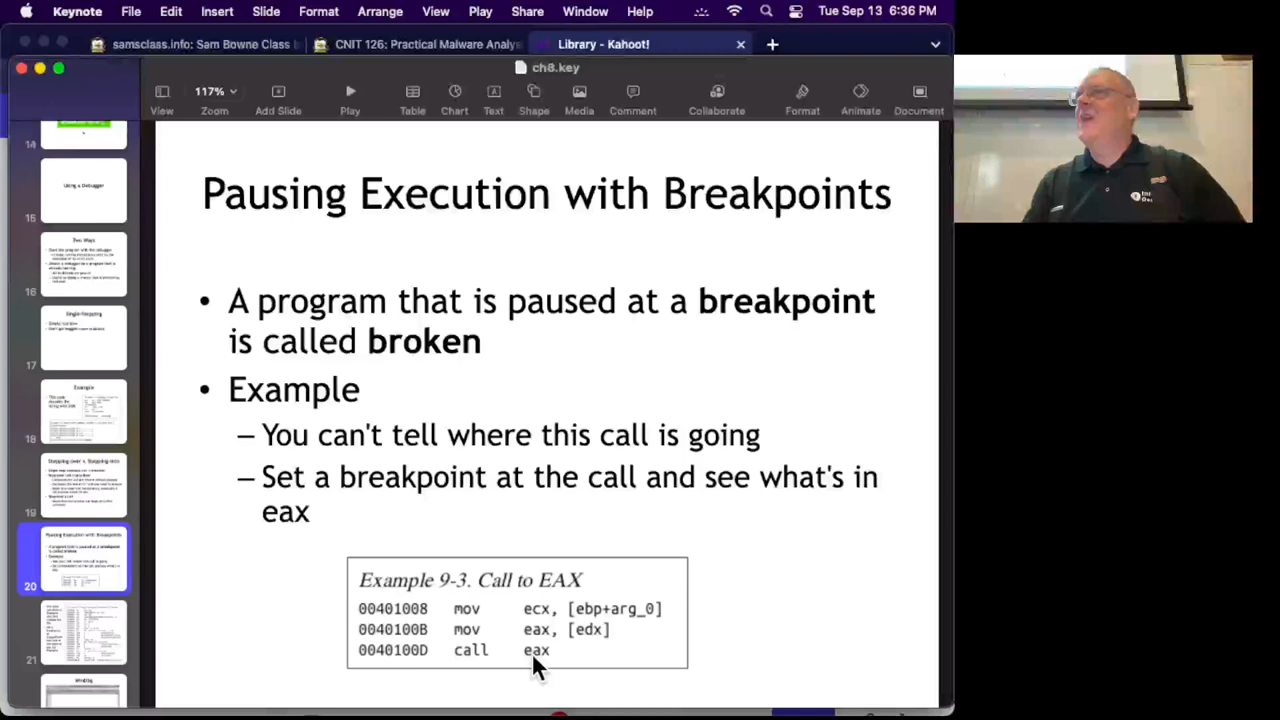 Keynote File Edit Insert Slide Format Arrange View Play Share Window Help Tue Sep 13 6:36 PM
samsclass.info: Sam Bowne Class CNIT 126: Practical Malware Analys Library - Kahoot!
ch8.key
117%
View Zoom Add Slide Play Table Chart Text Shape Media Comment Collaborate Format Animate Document
14
Using a Debugger
15
Two Ways
16
Single-Stepping
17
Example
18
Stepping-over v. Stepping-Into
19
Pausing Execution with Breakpoints
20
21
Pausing Execution with Breakpoints
• A program that is paused at a breakpoint
is called broken
• Example
– You can't tell where this call is going
– Set a breakpoint at the call and see what's in
eax
Example 9-3. Call to EAX
00401008 mov ecx, [ebp+arg_0]
0040100B mov eax, [edx]
0040100D call eax